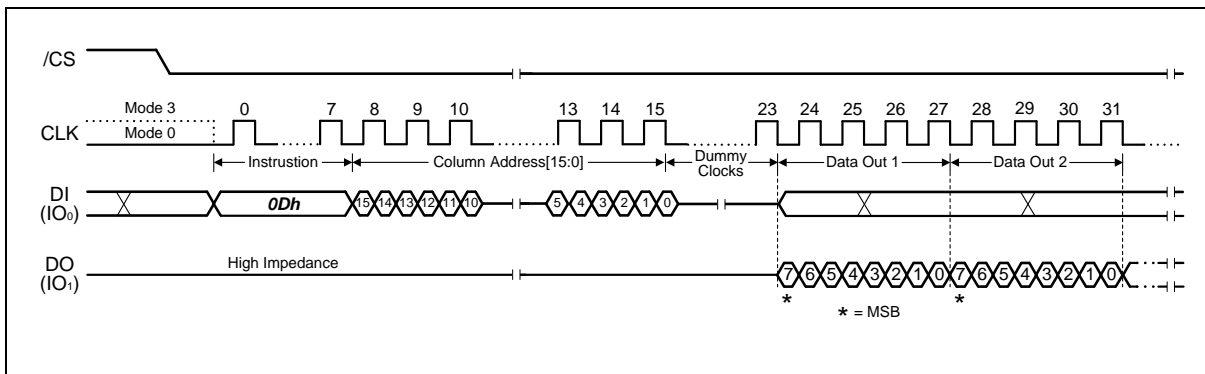 /CS
Mode 3
0 7 8 9 10 13 14 15 23 24 25 26 27 28 29 30 31
CLK
Mode 0
Instrustion
Column Address[15:0]
Dummy
Clocks
Data Out 1
Data Out 2
DI
(IO₀)
0Dh
15 14 13 12 11 10 5 4 3 2 1 0
DO
(IO₁)
High Impedance
7 6 5 4 3 2 1 0 7 6 5 4 3 2 1 0
* *
* = MSB